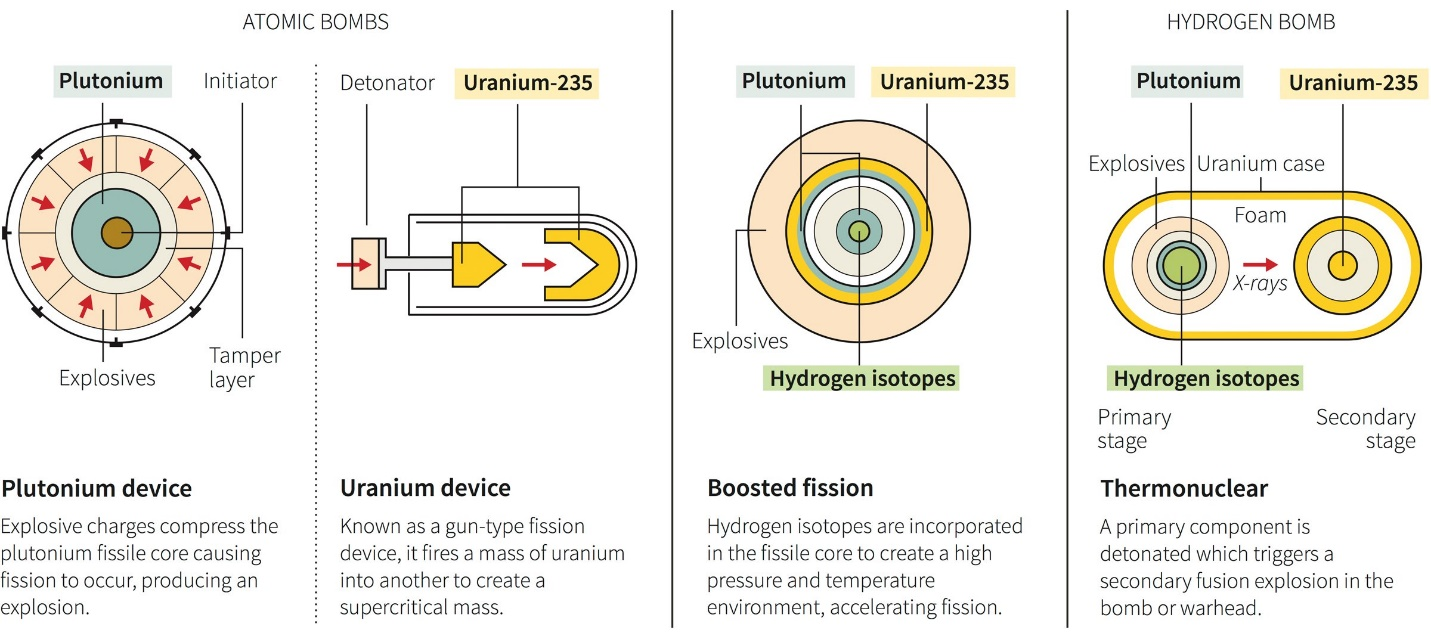 ATOMIC BOMBS
Plutonium
Initiator
Explosives
Tamper
layer
Plutonium device
Explosive charges compress the
plutonium fissile core causing
fission to occur, producing an
explosion.
Detonator
Uranium-235
Uranium device
Known as a gun-type fission
device, it fires a mass of uranium
into another to create a
supercritical mass.
Plutonium
Uranium-235
Explosives
Hydrogen isotopes
Boosted fission
Hydrogen isotopes are incorporated
in the fissile core to create a high
pressure and temperature
environment, accelerating fission.
HYDROGEN BOMB
Plutonium
Uranium-235
Explosives
Uranium case
Foam
X-rays
Hydrogen isotopes
Primary
stage
Secondary
stage
Thermonuclear
A primary component is
detonated which triggers a
secondary fusion explosion in the
bomb or warhead.